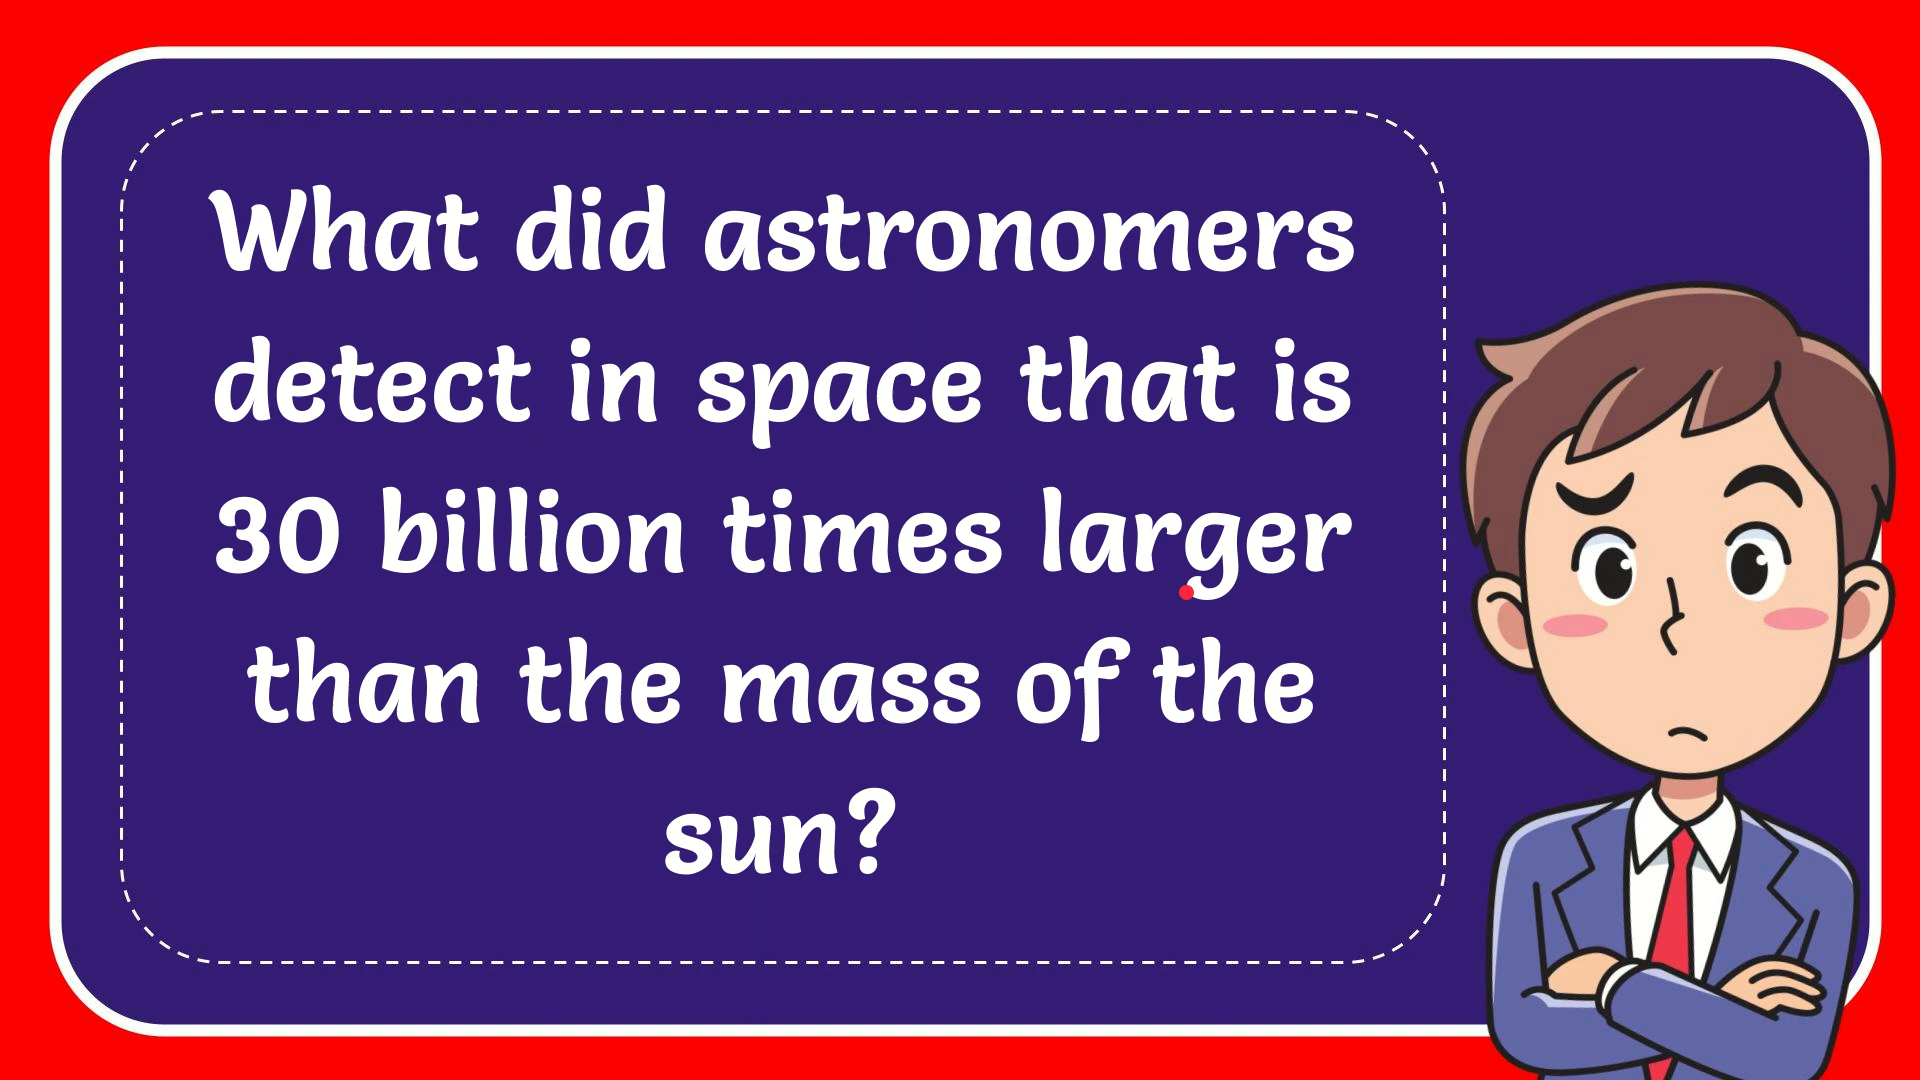 What did astronomers
detect in space that is
30 billion times larger
than the mass of the
sun?